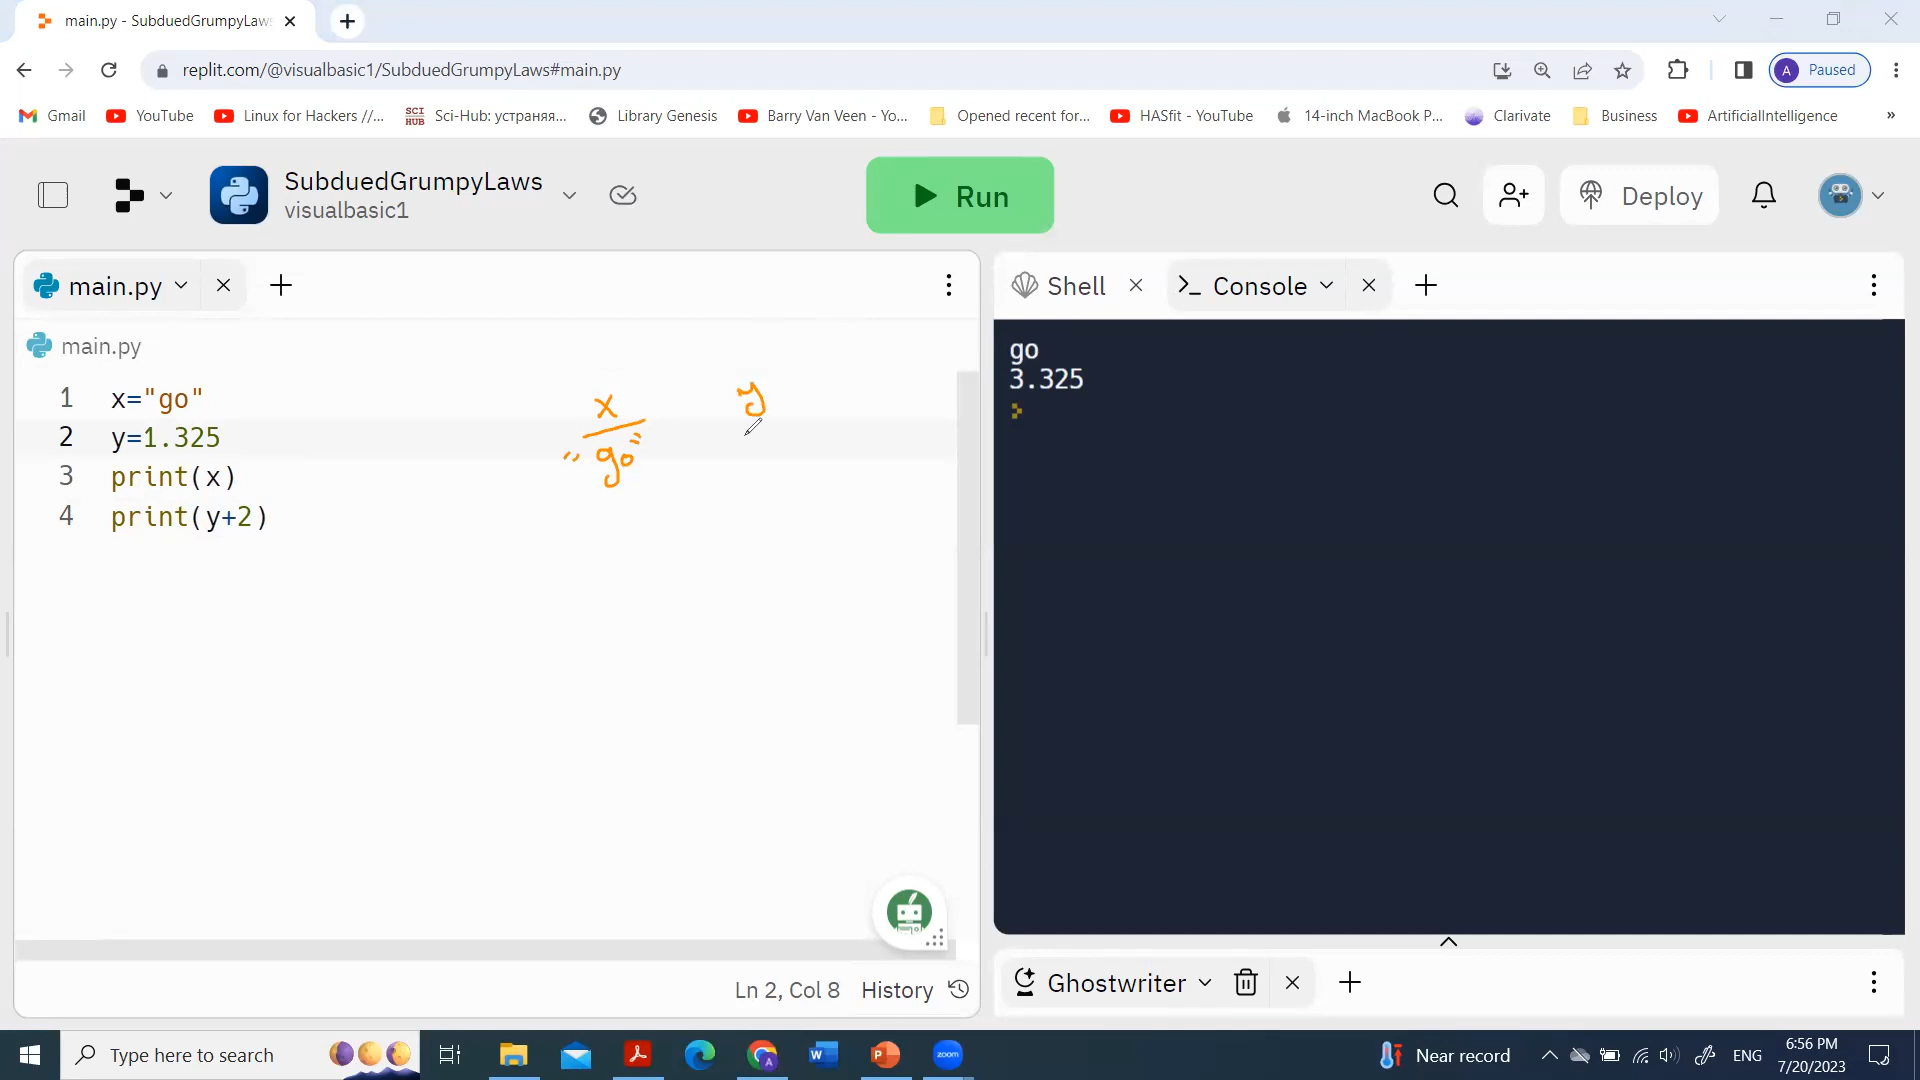 main.py - SubduedGrumpyLaws
replit.com/@visualbasic1/SubduedGrumpyLaws#main.py
A Paused
Gmail YouTube Linux for Hackers //... SCI HUB Sci-Hub: устраняя... Library Genesis Barry Van Veen - Yo... Opened recent for... HASfit - YouTube 14-inch MacBook P... Clarivate Business ArtificialIntelligence »
SubduedGrumpyLaws
visualbasic1
Run
Deploy
main.py
Shell
Console
main.py
go
3.325
1 x="go"
2 y=1.325
3 print(x)
4 print(y+2)
x y
"go"
Ln 2, Col 8 History
Ghostwriter
Type here to search
zoom
Near record
ENG
6:56 PM
7/20/2023